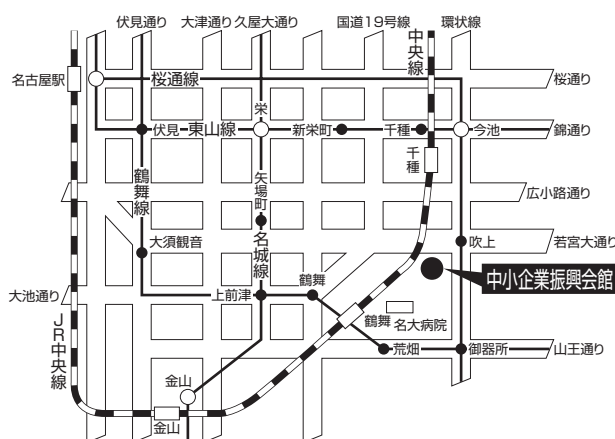 伏見通り
大津通り
久屋大通り
国道19号線
環状線
中央線
名古屋駅
桜通線
桜通り
栄
伏見
東山線
新栄町
千種
今池
錦通り
千種
鶴舞線
矢場町
広小路通り
大須観音
名城線
吹上
若宮大通り
鶴舞
中小企業振興会館
大池通り
上前津
JR中央線
鶴舞
名大病院
荒畑
御器所
山王通り
金山
金山